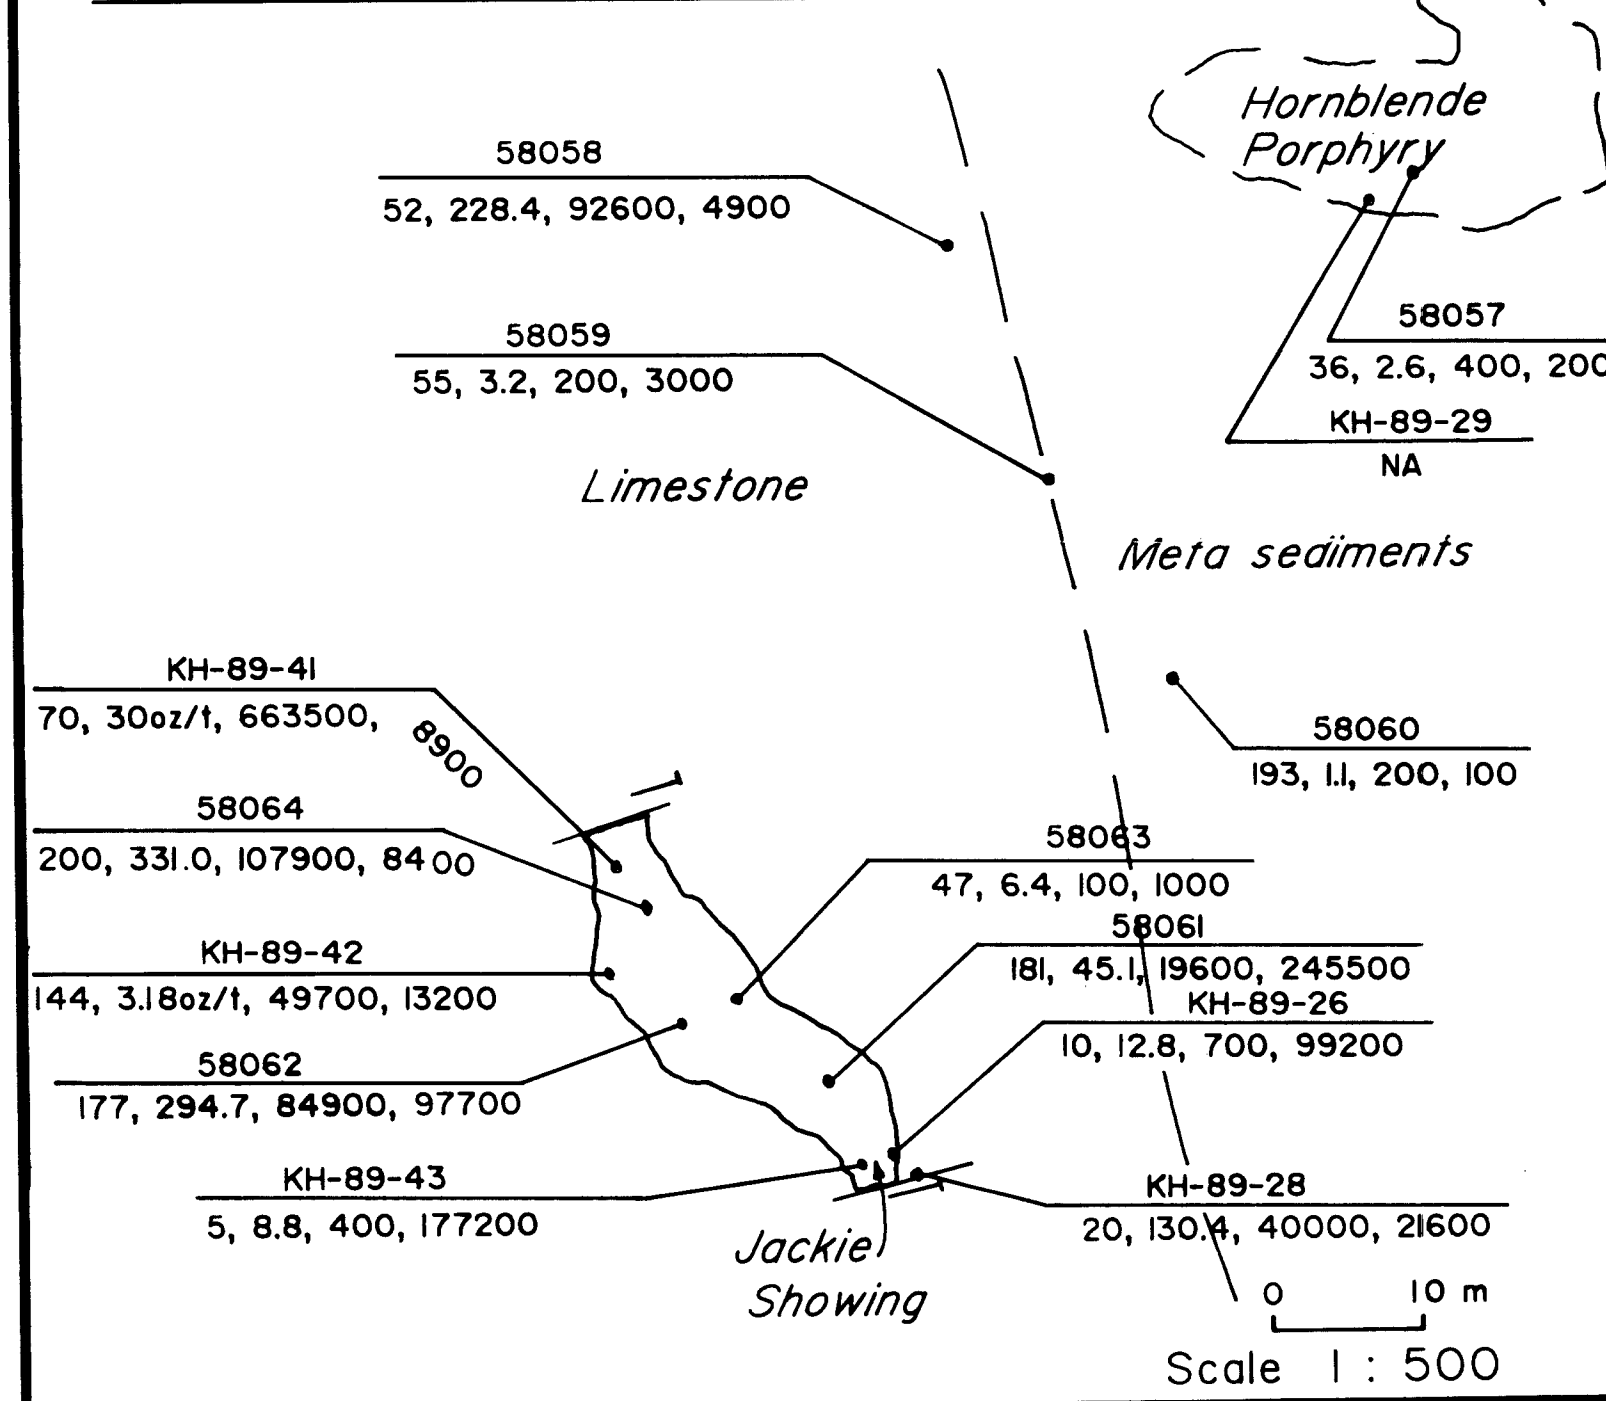 Hornblende
Porphyry
58058
52, 228.4, 92600, 4900
58059
55, 3.2, 200, 3000
58057
36, 2.6, 400, 200
KH-89-29
NA
Limestone
Meta sediments
KH-89-41
70, 30oz/t, 663500,
8900
58060
193, 1.1, 200, 100
58064
200, 331.0, 107900, 8400
58063
47, 6.4, 100, 1000
58061
181, 45.1, 19600, 245500
KH-89-42
144, 3.18oz/t, 49700, 13200
KH-89-26
10, 12.8, 700, 99200
58062
177, 294.7, 84900, 97700
KH-89-43
5, 8.8, 400, 177200
KH-89-28
20, 130.4, 40000, 21600
Jackie
Showing
0 10 m
Scale 1 : 500